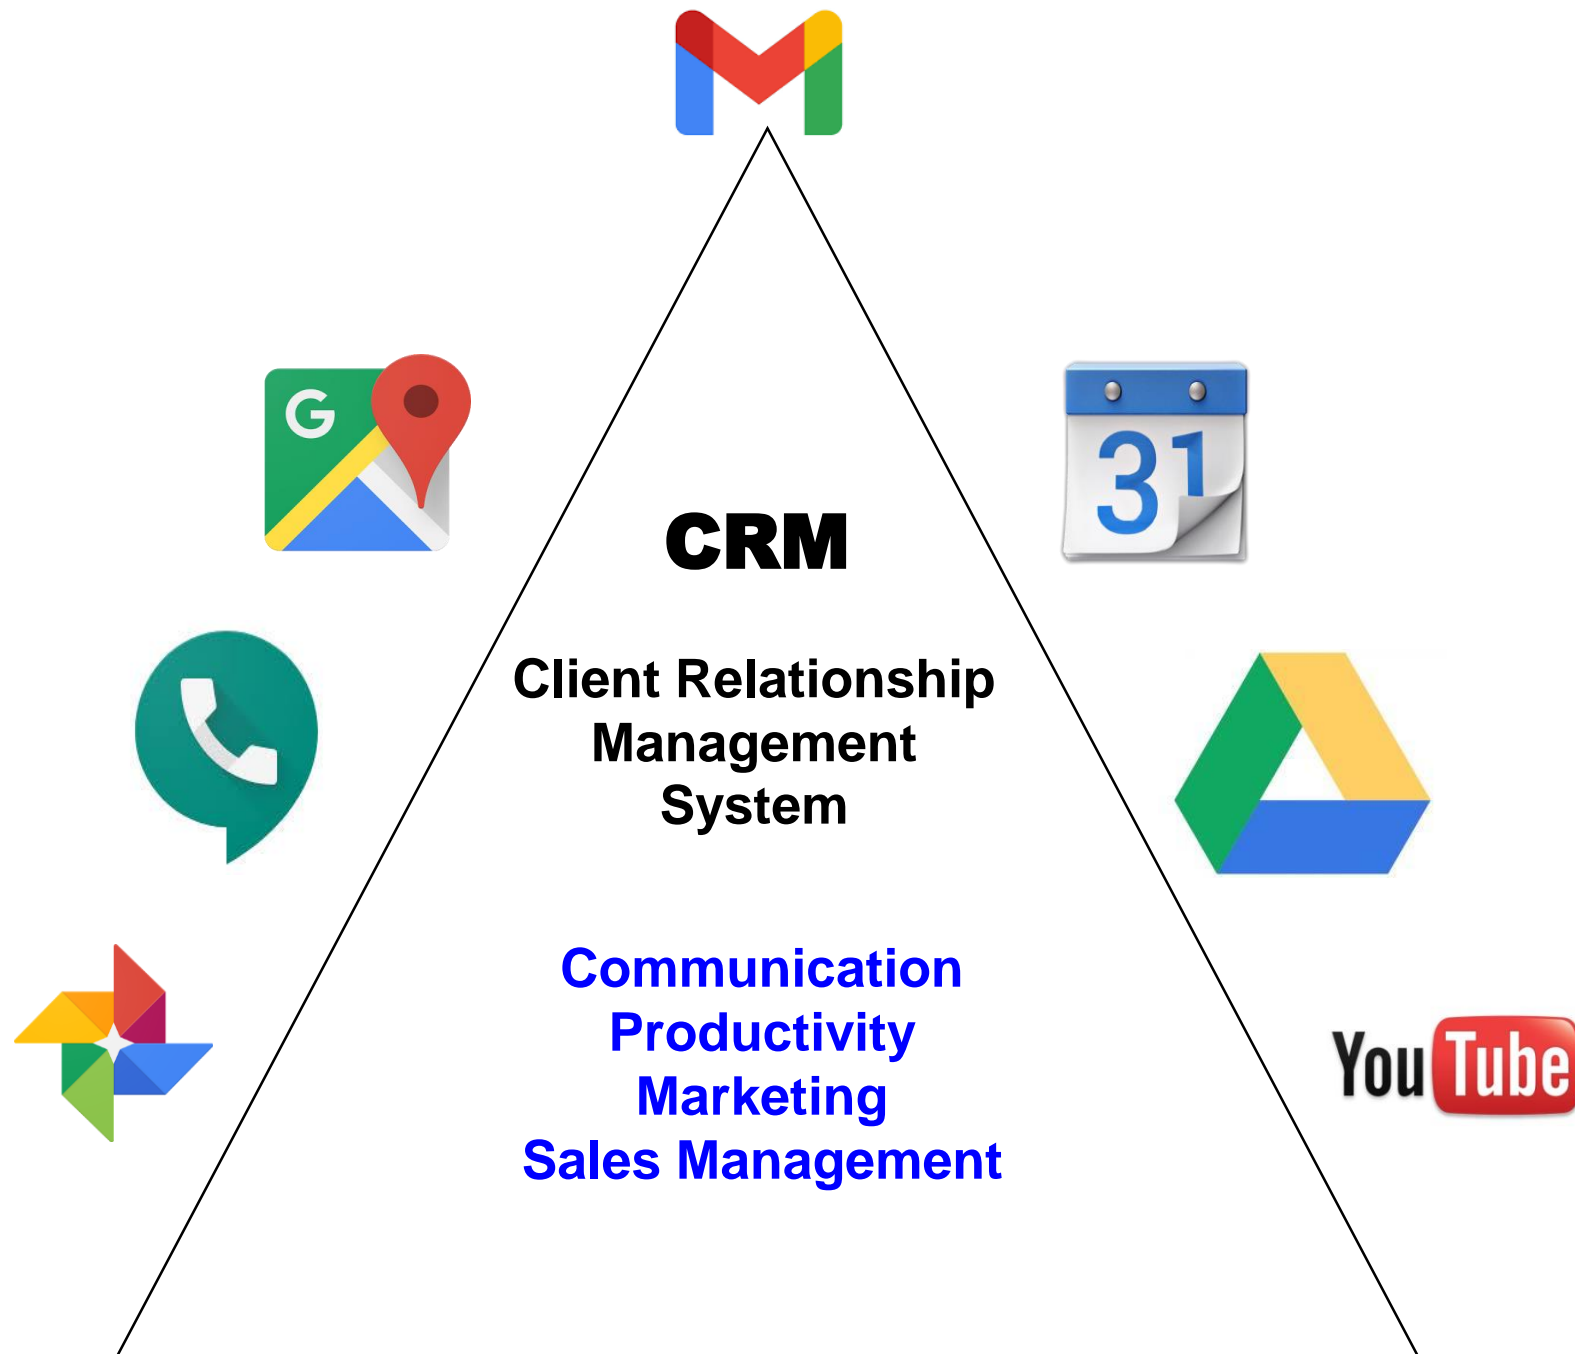 G
31
CRM
Client Relationship
Management
System
Communication
Productivity
Marketing
Sales Management
YouTube